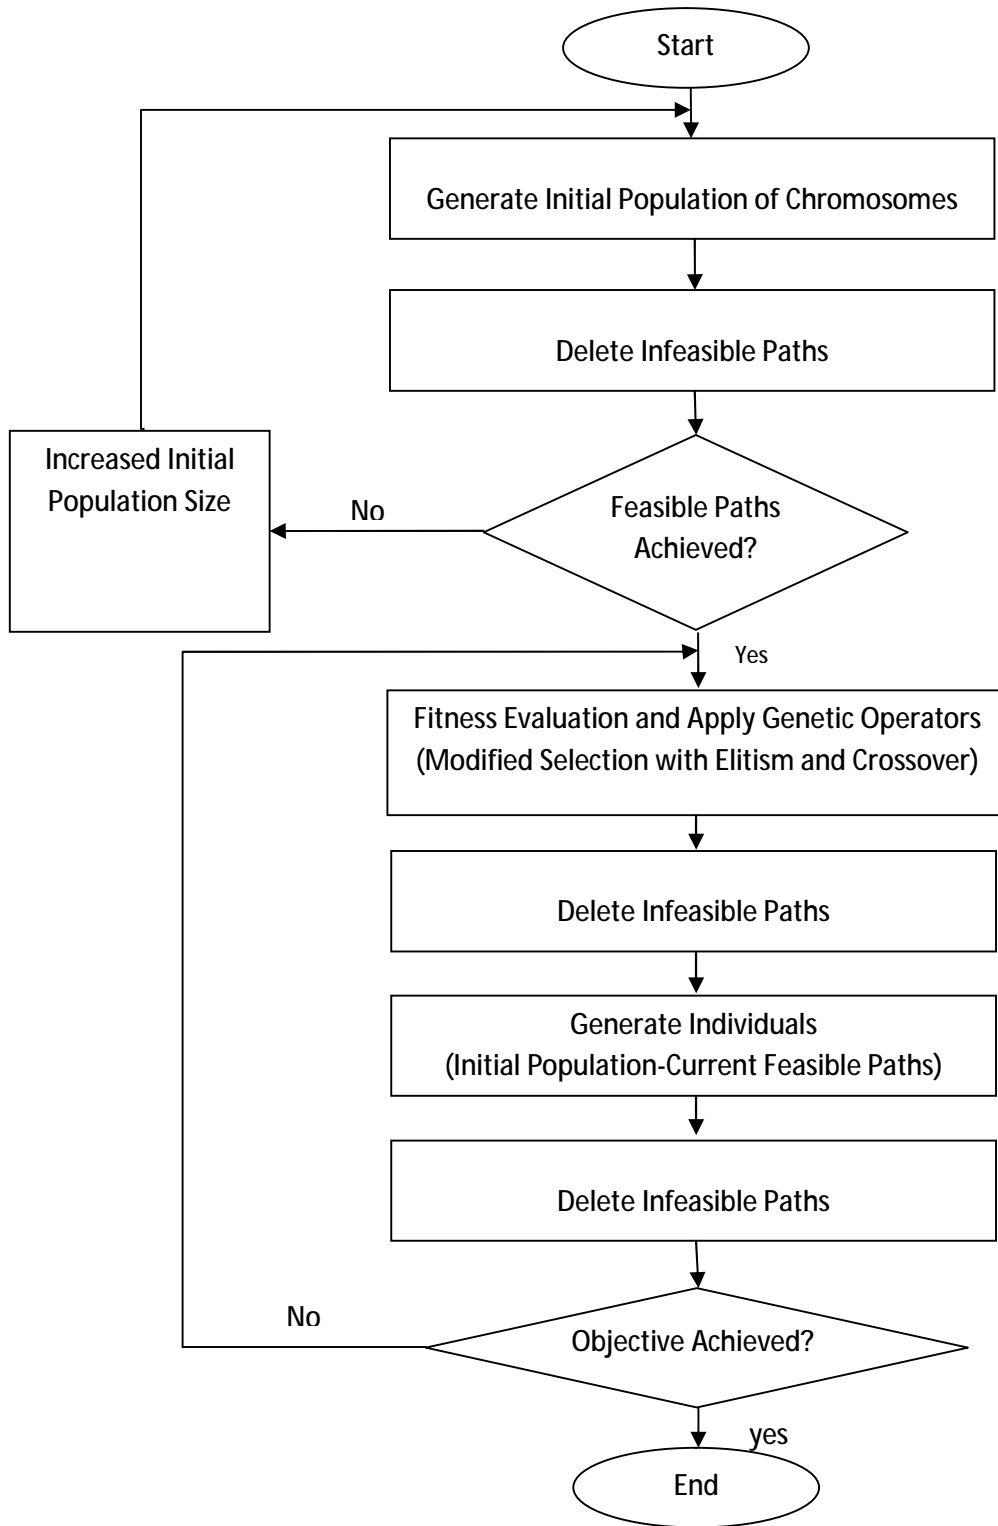 Start
Generate Initial Population of Chromosomes
Delete Infeasible Paths
Increased Initial
Population Size
No
Feasible Paths
Achieved?
Yes
Fitness Evaluation and Apply Genetic Operators
(Modified Selection with Elitism and Crossover)
Delete Infeasible Paths
Generate Individuals
(Initial Population-Current Feasible Paths)
Delete Infeasible Paths
No
Objective Achieved?
yes
End